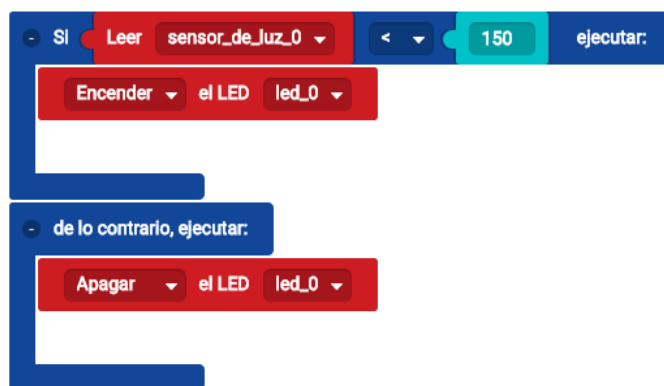 - Si Leer sensor_de_luz_0 < 150 ejecutar:
Encender el LED led_0
- de lo contrario, ejecutar:
Apagar el LED led_0